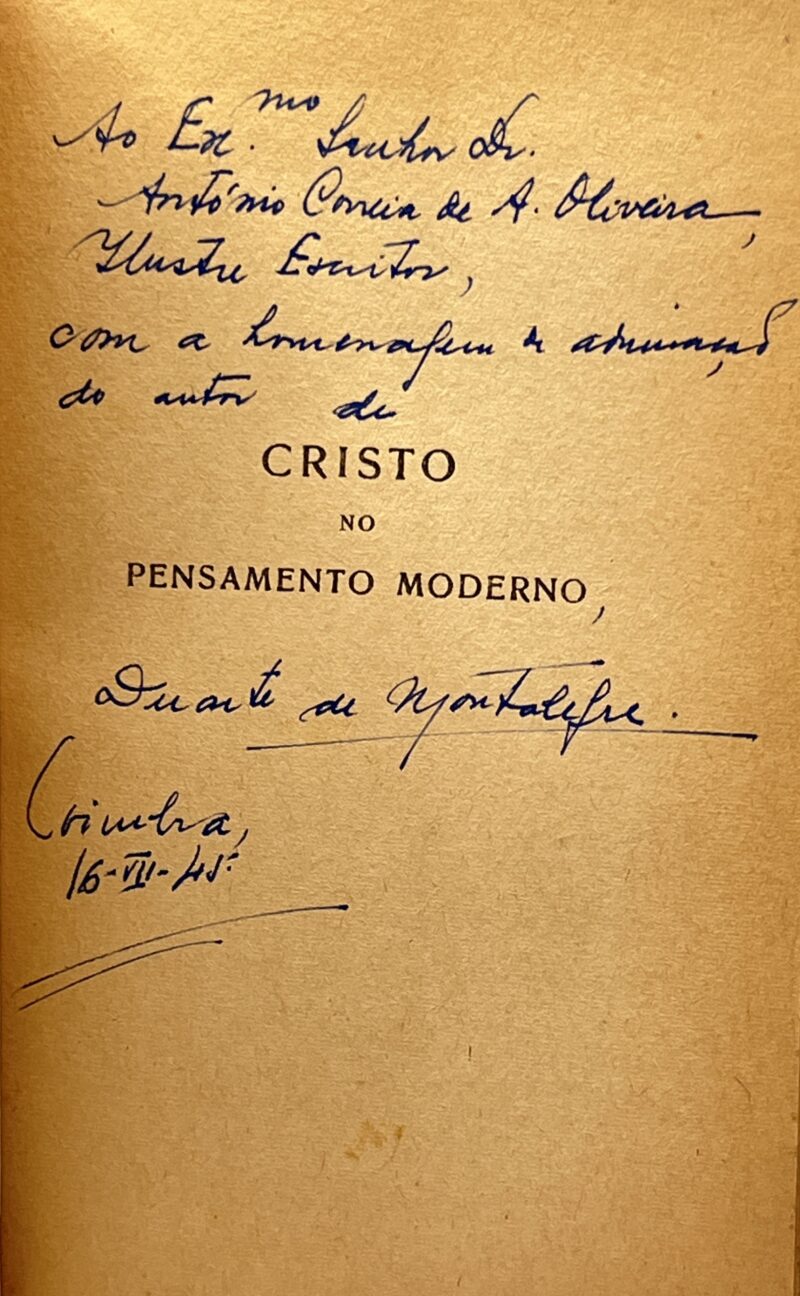 Ao Ex.mo Senhor Dr.
António Correia de A. Oliveira,
Ilustre Escritor,
com a homenagem de admiração
do autor de
CRISTO
NO
PENSAMENTO MODERNO,
Duarte de Montalegre.
Coimbra,
16-VII-45.